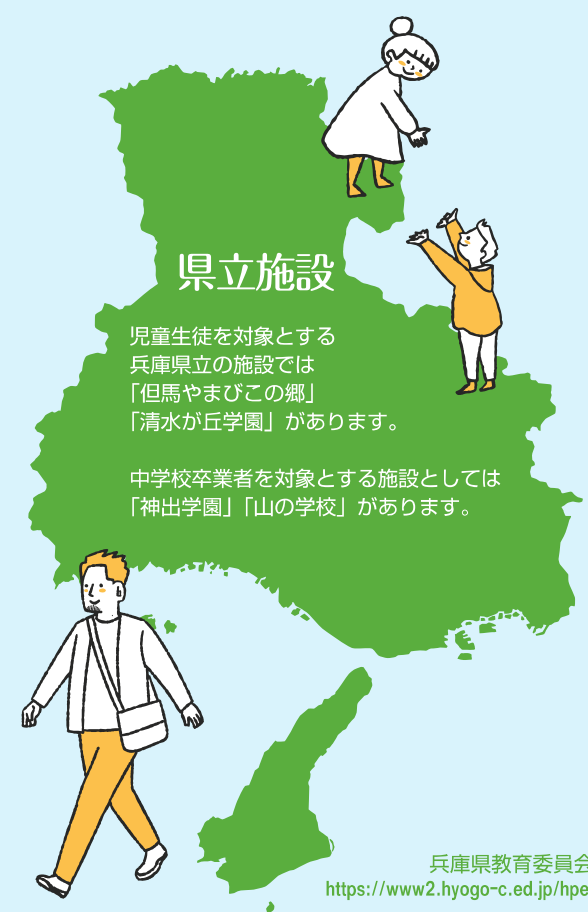 県立施設
児童生徒を対象とする
兵庫県立の施設では
「但馬やまびこの郷」
「清水が丘学園」があります。
中学校卒業者を対象とする施設としては
「神出学園」「山の学校」があります。
兵庫県教育委員会
https://www2.hyogo-c.ed.jp/hpe